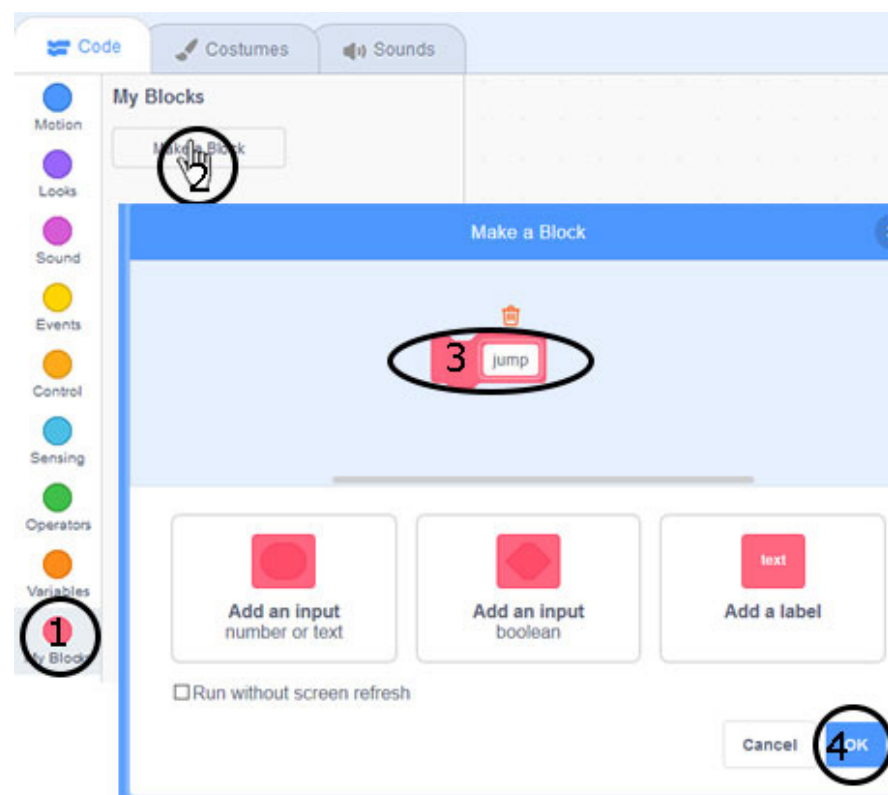 Code Costumes Sounds
My Blocks
Motion
Make a Block
2
Looks
Sound
Make a Block
Events
3 jump
Control
Sensing
Operators
text
Variables
Add an input
number or text
Add an input
boolean
Add a label
1
My Blocks
Run without screen refresh
Cancel
4 OK